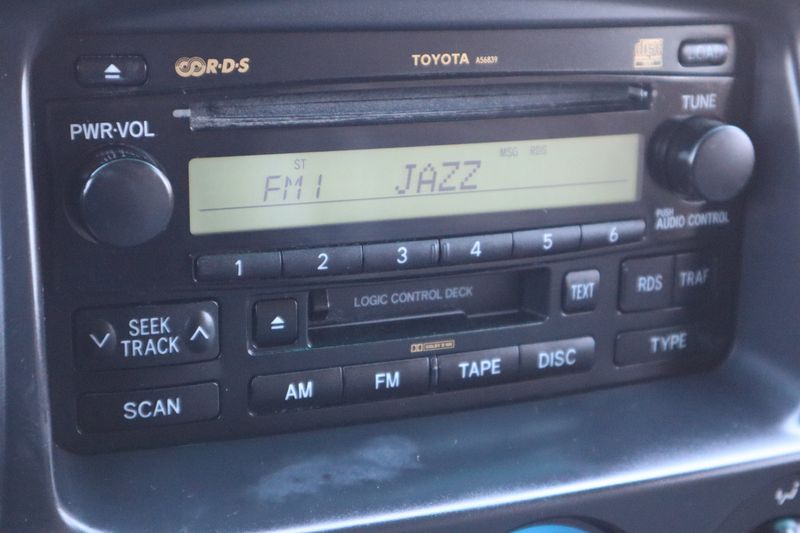 R·D·S
TOYOTA A56839
LOAD
PWR·VOL
TUNE
ST
MSG RDS
FM1 JAZZ
PUSH
AUDIO CONTROL
1 2 3 4 5 6
LOGIC CONTROL DECK
TEXT
RDS
TRAF
SEEK
TRACK
AM
FM
TAPE
DISC
TYPE
SCAN